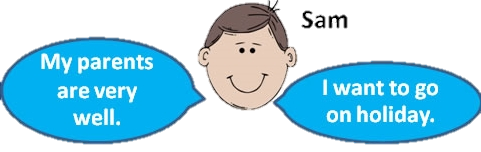 Sam
My parents
are very
well.
I want to go
on holiday.